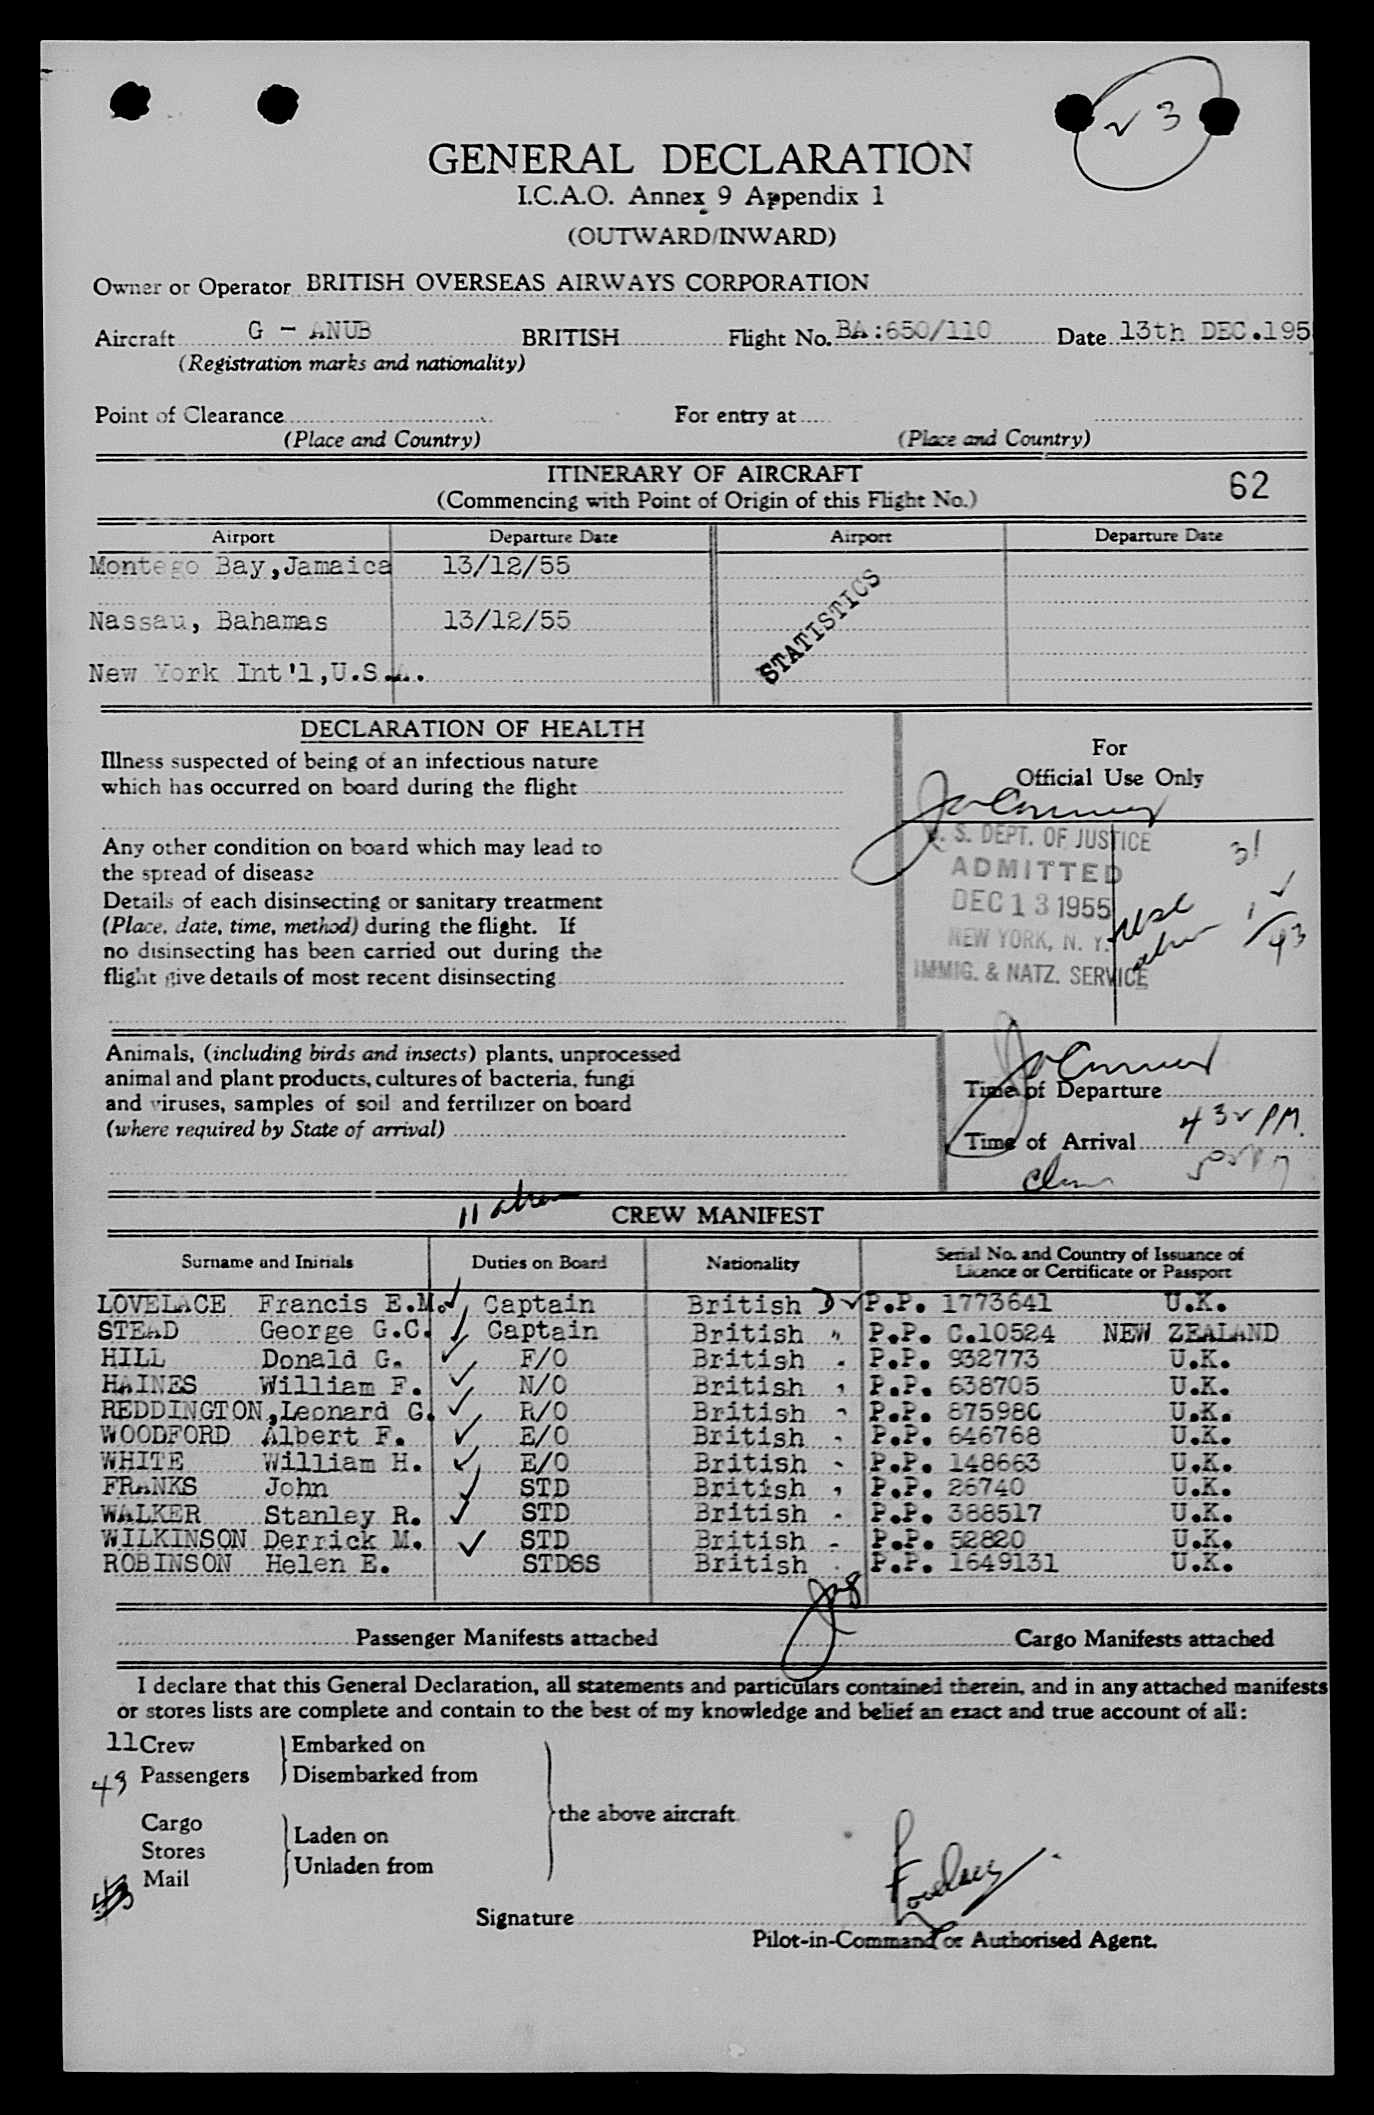 ✓ 3
GENERAL DECLARATION
I.C.A.O. Annex 9 Appendix 1
(OUTWARD/INWARD)
Owner or Operator BRITISH OVERSEAS AIRWAYS CORPORATION
Aircraft G - ANUB BRITISH Flight No. BA:650/110 Date 13th DEC.195
(Registration marks and nationality)
Point of Clearance For entry at
(Place and Country) (Place and Country)
ITINERARY OF AIRCRAFT
(Commencing with Point of Origin of this Flight No.) 62
Airport Departure Date Airport Departure Date
Montego Bay,Jamaica 13/12/55
Nassau, Bahamas 13/12/55
New York Int'l,U.S.A.
STATISTICS
DECLARATION OF HEALTH
Illness suspected of being of an infectious nature
which has occurred on board during the flight
Any other condition on board which may lead to
the spread of disease
Details of each disinsecting or sanitary treatment
(Place, date, time, method) during the flight. If
no disinsecting has been carried out during the
flight give details of most recent disinsecting
For
Official Use Only
U. S. DEPT. OF JUSTICE
ADMITTED
DEC 13 1955
NEW YORK, N. Y.
IMMIG. & NATZ. SERVICE
31
usc 1 ✓
43
Animals, (including birds and insects) plants, unprocessed
animal and plant products, cultures of bacteria, fungi
and viruses, samples of soil and fertilizer on board
(where required by State of arrival)
Time of Departure
Time of Arrival 4 32 PM.
11
CREW MANIFEST
Surname and Initials Duties on Board Nationality Serial No. and Country of Issuance of
Licence or Certificate or Passport
LOVELACE Francis E.M. ✓ Captain British D ✓ P.P. 1773641 U.K.
STEAD George G.C. ✓ Captain British " P.P. C.10524 NEW ZEALAND
HILL Donald G. ✓ F/O British P.P. 932773 U.K.
HAINES William F. ✓ N/O British P.P. 638705 U.K.
REDDINGTON,Leonard G. ✓ R/O British P.P. 875980 U.K.
WOODFORD Albert F. ✓ E/O British P.P. 646768 U.K.
WHITE William H. ✓ E/O British P.P. 148663 U.K.
FRANKS John ✓ STD British P.P. 26740 U.K.
WALKER Stanley R. ✓ STD British P.P. 388517 U.K.
WILKINSON Derrick M. ✓ STD British P.P. 52820 U.K.
ROBINSON Helen E. STDSS British P.P. 1649131 U.K.
Passenger Manifests attached Cargo Manifests attached
I declare that this General Declaration, all statements and particulars contained therein, and in any attached manifests
or stores lists are complete and contain to the best of my knowledge and belief an exact and true account of all:
11 Crew Embarked on
43 Passengers Disembarked from
the above aircraft
Cargo
Stores Laden on
Mail Unladen from
Signature
Pilot-in-Command or Authorised Agent.